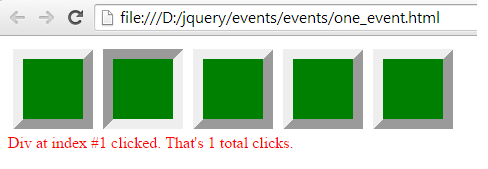 file:///D:/jquery/events/events/one_event.html
Div at index #1 clicked. That's 1 total clicks.